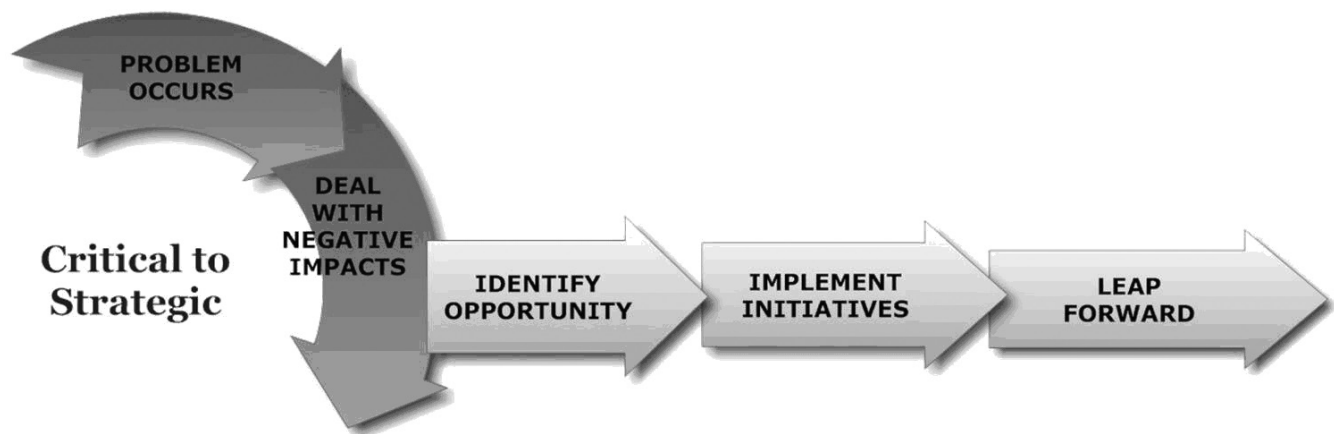 PROBLEM
OCCURS
DEAL
WITH
NEGATIVE
IMPACTS
Critical to
Strategic
IDENTIFY
OPPORTUNITY
IMPLEMENT
INITIATIVES
LEAP
FORWARD